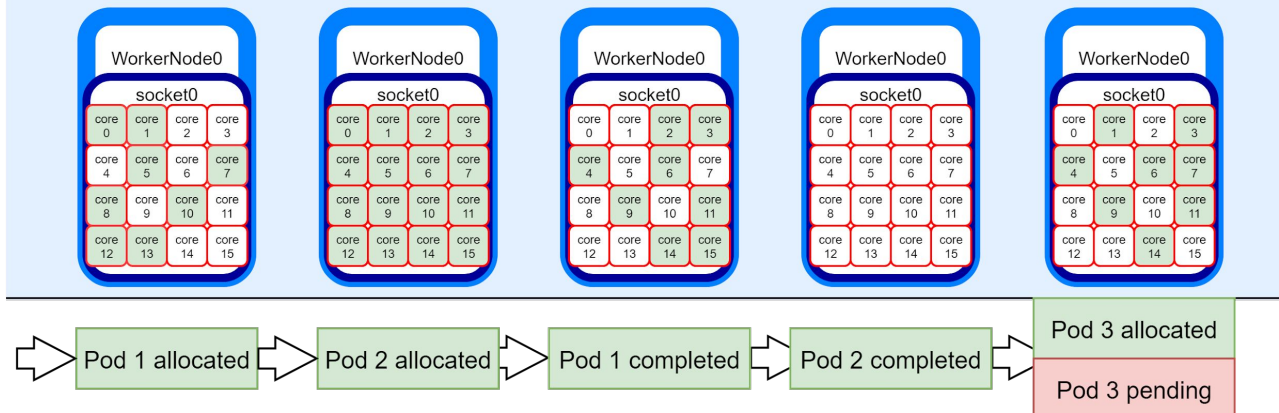 WorkerNode0
socket0
core 0 core 1 core 2 core 3
core 4 core 5 core 6 core 7
core 8 core 9 core 10 core 11
core 12 core 13 core 14 core 15
WorkerNode0
socket0
core 0 core 1 core 2 core 3
core 4 core 5 core 6 core 7
core 8 core 9 core 10 core 11
core 12 core 13 core 14 core 15
WorkerNode0
socket0
core 0 core 1 core 2 core 3
core 4 core 5 core 6 core 7
core 8 core 9 core 10 core 11
core 12 core 13 core 14 core 15
WorkerNode0
socket0
core 0 core 1 core 2 core 3
core 4 core 5 core 6 core 7
core 8 core 9 core 10 core 11
core 12 core 13 core 14 core 15
WorkerNode0
socket0
core 0 core 1 core 2 core 3
core 4 core 5 core 6 core 7
core 8 core 9 core 10 core 11
core 12 core 13 core 14 core 15
Pod 1 allocated
Pod 2 allocated
Pod 1 completed
Pod 2 completed
Pod 3 allocated
Pod 3 pending